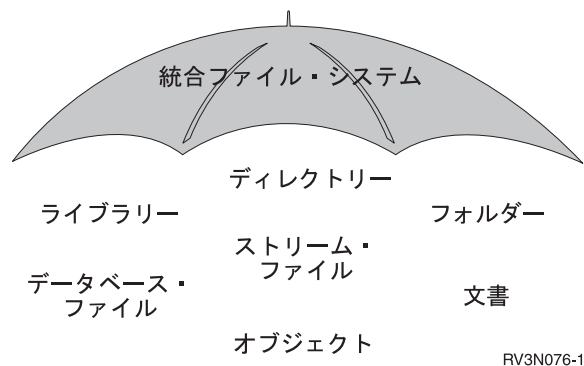 統合ファイル・システム
ディレクトリー
ライブラリー
フォルダー
ストリーム・
ファイル
データベース・
ファイル
文書
オブジェクト
RV3N076-1